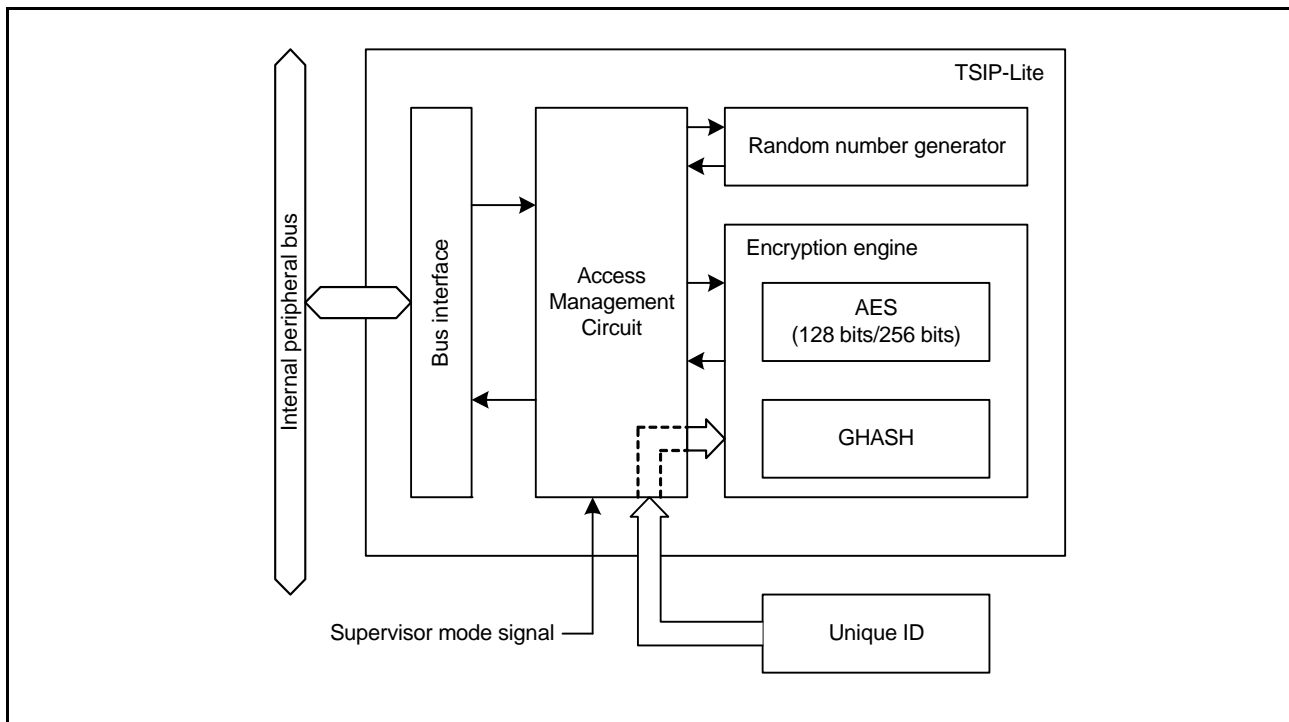 TSIP-Lite
Internal peripheral bus
Bus interface
Access
Management
Circuit
Random number generator
Encryption engine
AES
(128 bits/256 bits)
GHASH
Supervisor mode signal
Unique ID